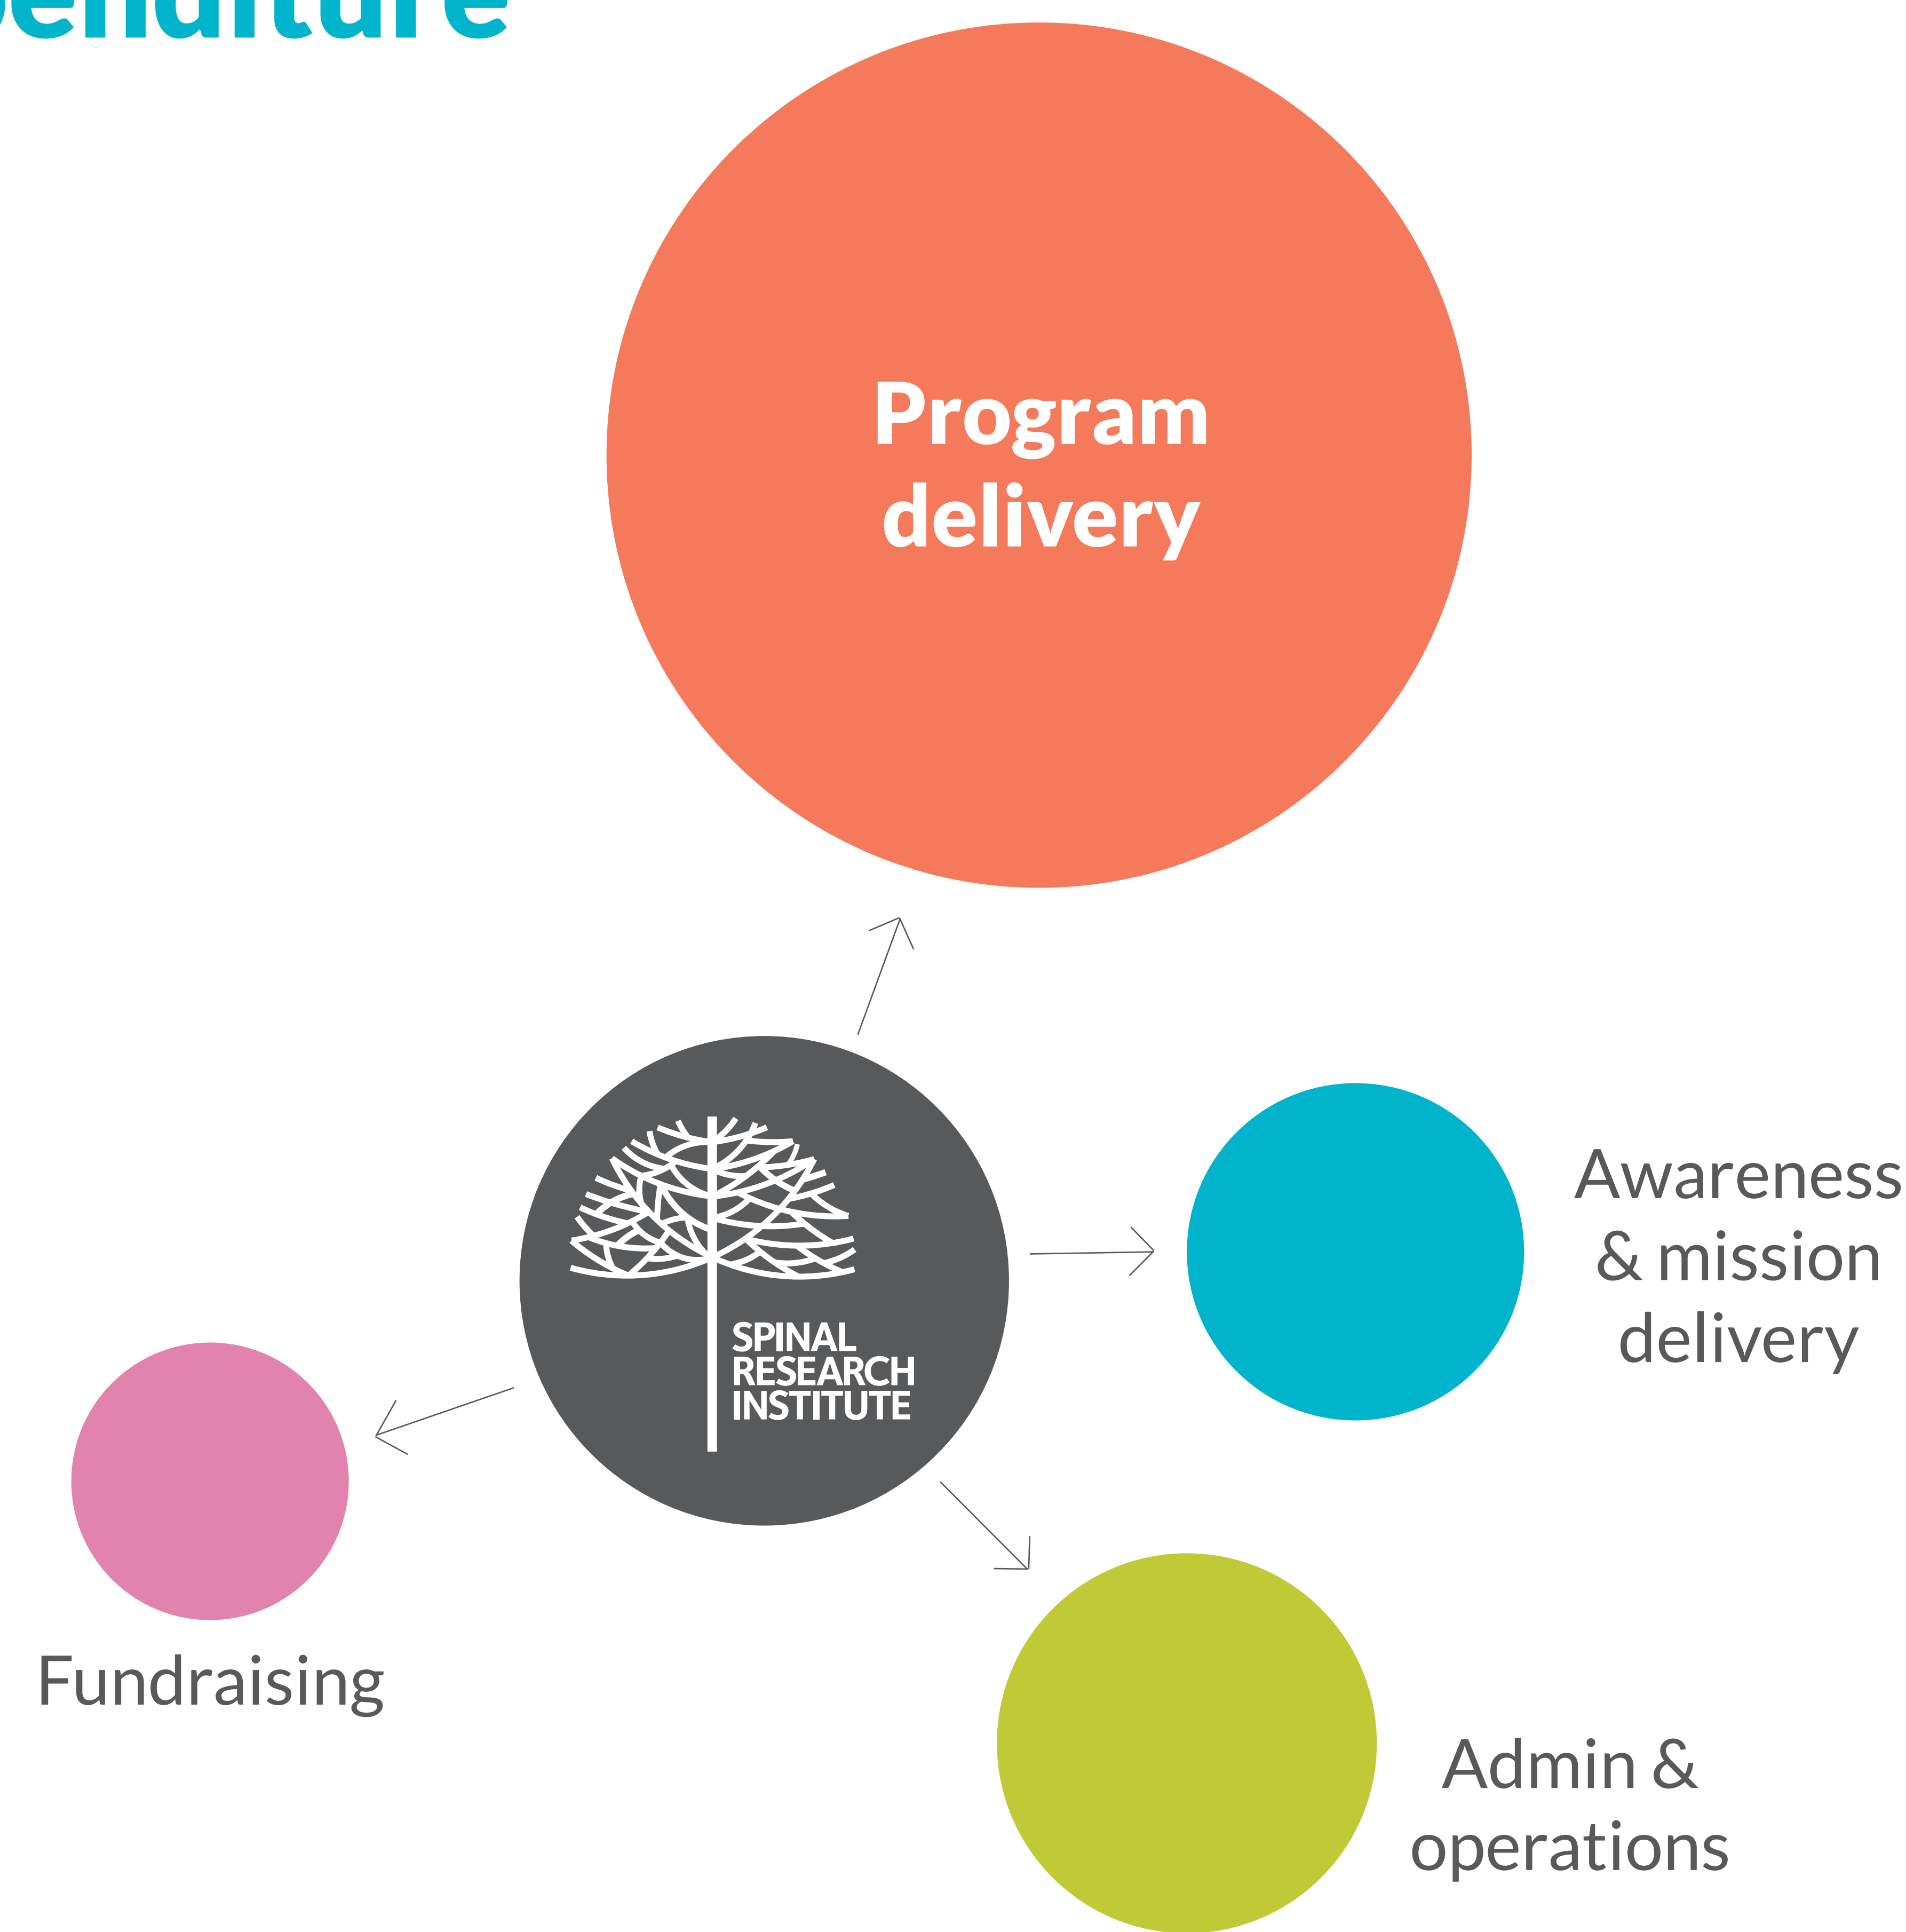 Program
delivery
SPINAL
RESEARCH
INSTITUTE
Awareness
& mission
delivery
Fundraising
Admin &
operations